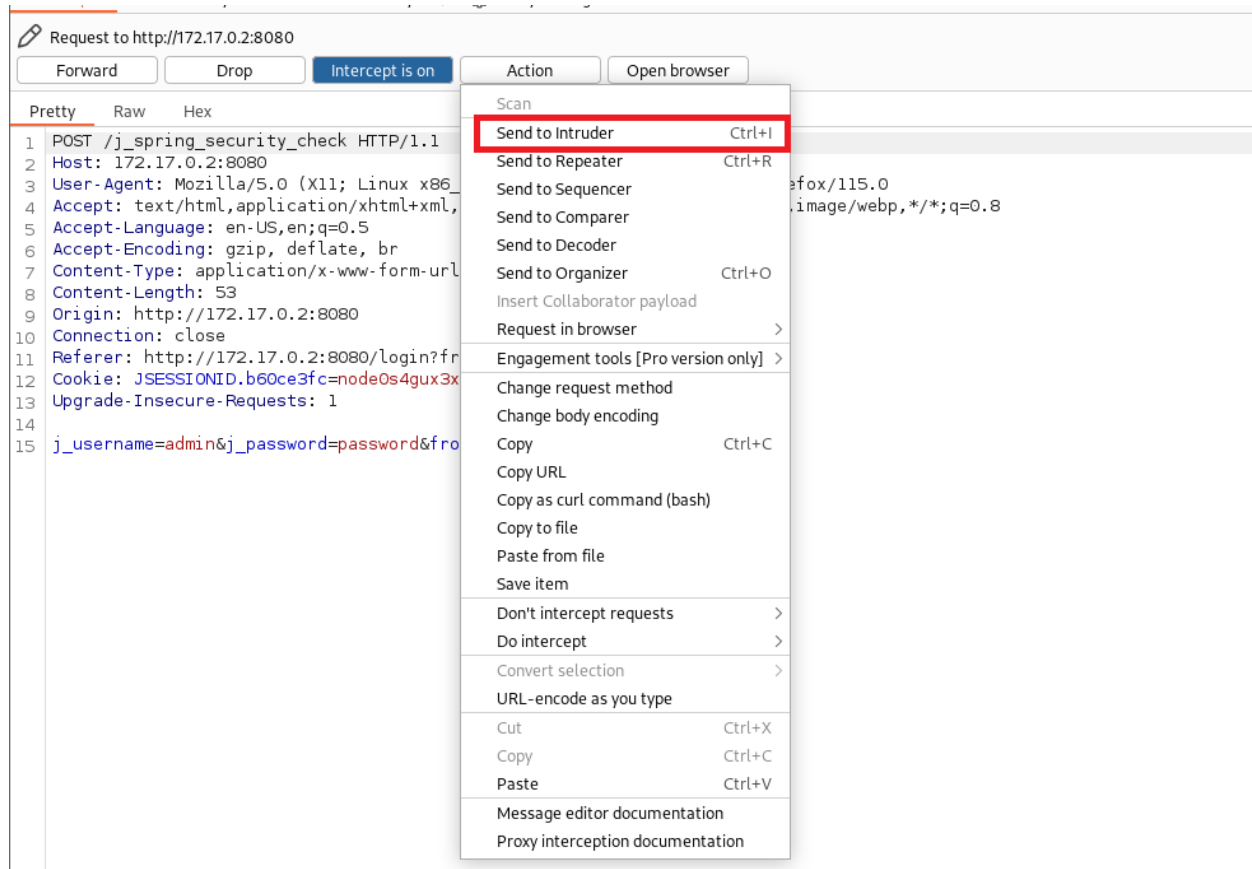 Request to http://172.17.0.2:8080
Forward Drop Intercept is on Action Open browser
Pretty Raw Hex
1 POST /j_spring_security_check HTTP/1.1
2 Host: 172.17.0.2:8080
3 User-Agent: Mozilla/5.0 (X11; Linux x86_ efox/115.0
4 Accept: text/html,application/xhtml+xml, .image/webp,*/*;q=0.8
5 Accept-Language: en-US,en;q=0.5
6 Accept-Encoding: gzip, deflate, br
7 Content-Type: application/x-www-form-url
8 Content-Length: 53
9 Origin: http://172.17.0.2:8080
10 Connection: close
11 Referer: http://172.17.0.2:8080/login?fr
12 Cookie: JSESSIONID.b60ce3fc=node0s4gux3x
13 Upgrade-Insecure-Requests: 1
14
15 j_username=admin&j_password=password&fro
Scan
Send to Intruder Ctrl+I
Send to Repeater Ctrl+R
Send to Sequencer
Send to Comparer
Send to Decoder
Send to Organizer Ctrl+O
Insert Collaborator payload
Request in browser >
Engagement tools [Pro version only] >
Change request method
Change body encoding
Copy Ctrl+C
Copy URL
Copy as curl command (bash)
Copy to file
Paste from file
Save item
Don't intercept requests >
Do intercept >
Convert selection >
URL-encode as you type
Cut Ctrl+X
Copy Ctrl+C
Paste Ctrl+V
Message editor documentation
Proxy interception documentation